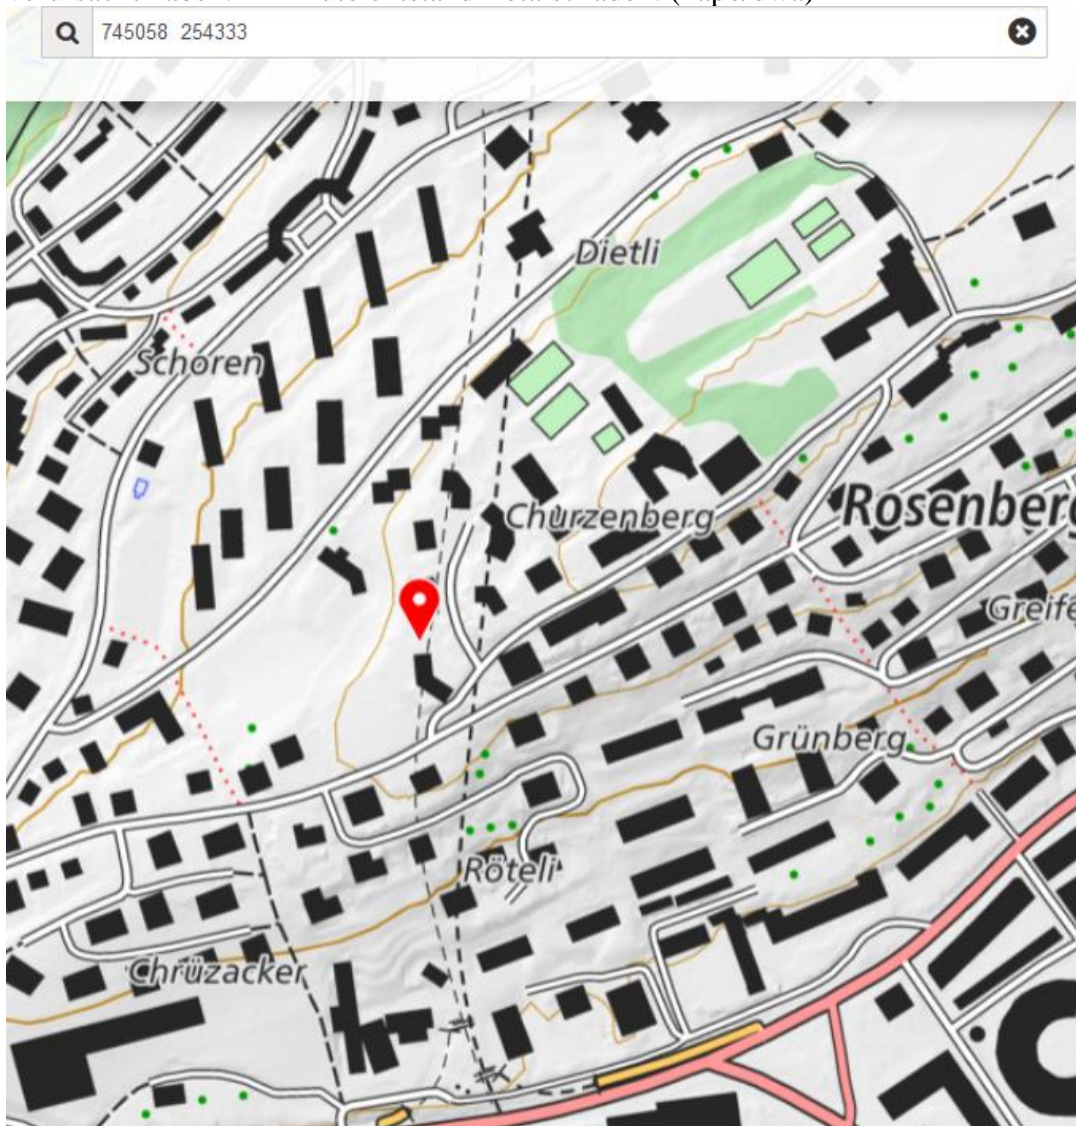 745058 254333
Dietli
Schoren
Churzenberg
Rosenberg
Greife
Grünberg
Röteli
Chrüzacker